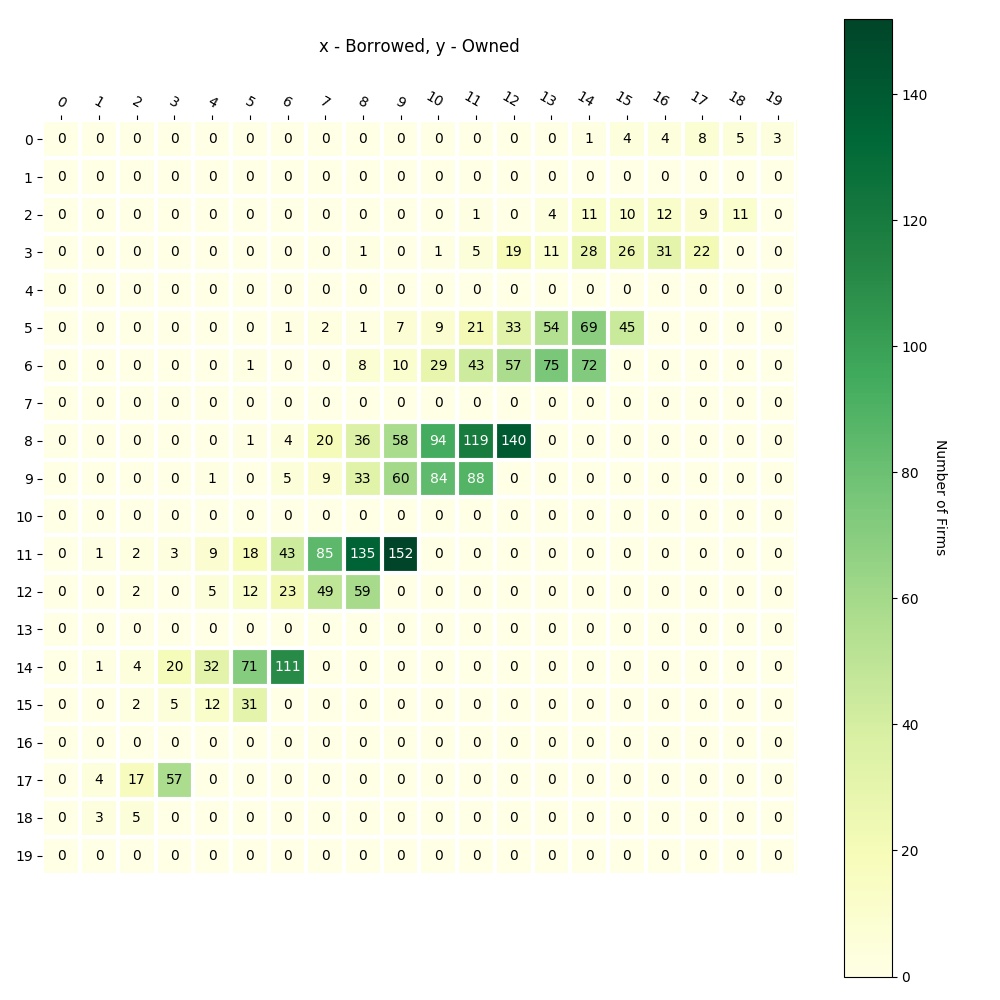 x - Borrowed, y - Owned
0 1 2 3 4 5 6 7 8 9 10 11 12 13 14 15 16 17 18 19
0 0 0 0 0 0 0 0 0 0 0 0 0 0 0 1 4 4 8 5 3
1 0 0 0 0 0 0 0 0 0 0 0 0 0 0 0 0 0 0 0 0
2 0 0 0 0 0 0 0 0 0 0 0 1 0 4 11 10 12 9 11 0
3 0 0 0 0 0 0 0 0 1 0 1 5 19 11 28 26 31 22 0 0
4 0 0 0 0 0 0 0 0 0 0 0 0 0 0 0 0 0 0 0 0
5 0 0 0 0 0 0 1 2 1 7 9 21 33 54 69 45 0 0 0 0
6 0 0 0 0 0 1 0 0 8 10 29 43 57 75 72 0 0 0 0 0
7 0 0 0 0 0 0 0 0 0 0 0 0 0 0 0 0 0 0 0 0
8 0 0 0 0 0 1 4 20 36 58 94 119 140 0 0 0 0 0 0 0
9 0 0 0 0 1 0 5 9 33 60 84 88 0 0 0 0 0 0 0 0
10 0 0 0 0 0 0 0 0 0 0 0 0 0 0 0 0 0 0 0 0
11 0 1 2 3 9 18 43 85 135 152 0 0 0 0 0 0 0 0 0 0
12 0 0 2 0 5 12 23 49 59 0 0 0 0 0 0 0 0 0 0 0
13 0 0 0 0 0 0 0 0 0 0 0 0 0 0 0 0 0 0 0 0
14 0 1 4 20 32 71 111 0 0 0 0 0 0 0 0 0 0 0 0 0
15 0 0 2 5 12 31 0 0 0 0 0 0 0 0 0 0 0 0 0 0
16 0 0 0 0 0 0 0 0 0 0 0 0 0 0 0 0 0 0 0 0
17 0 4 17 57 0 0 0 0 0 0 0 0 0 0 0 0 0 0 0 0
18 0 3 5 0 0 0 0 0 0 0 0 0 0 0 0 0 0 0 0 0
19 0 0 0 0 0 0 0 0 0 0 0 0 0 0 0 0 0 0 0 0
140
120
100
80
60
40
20
0
Number of Firms